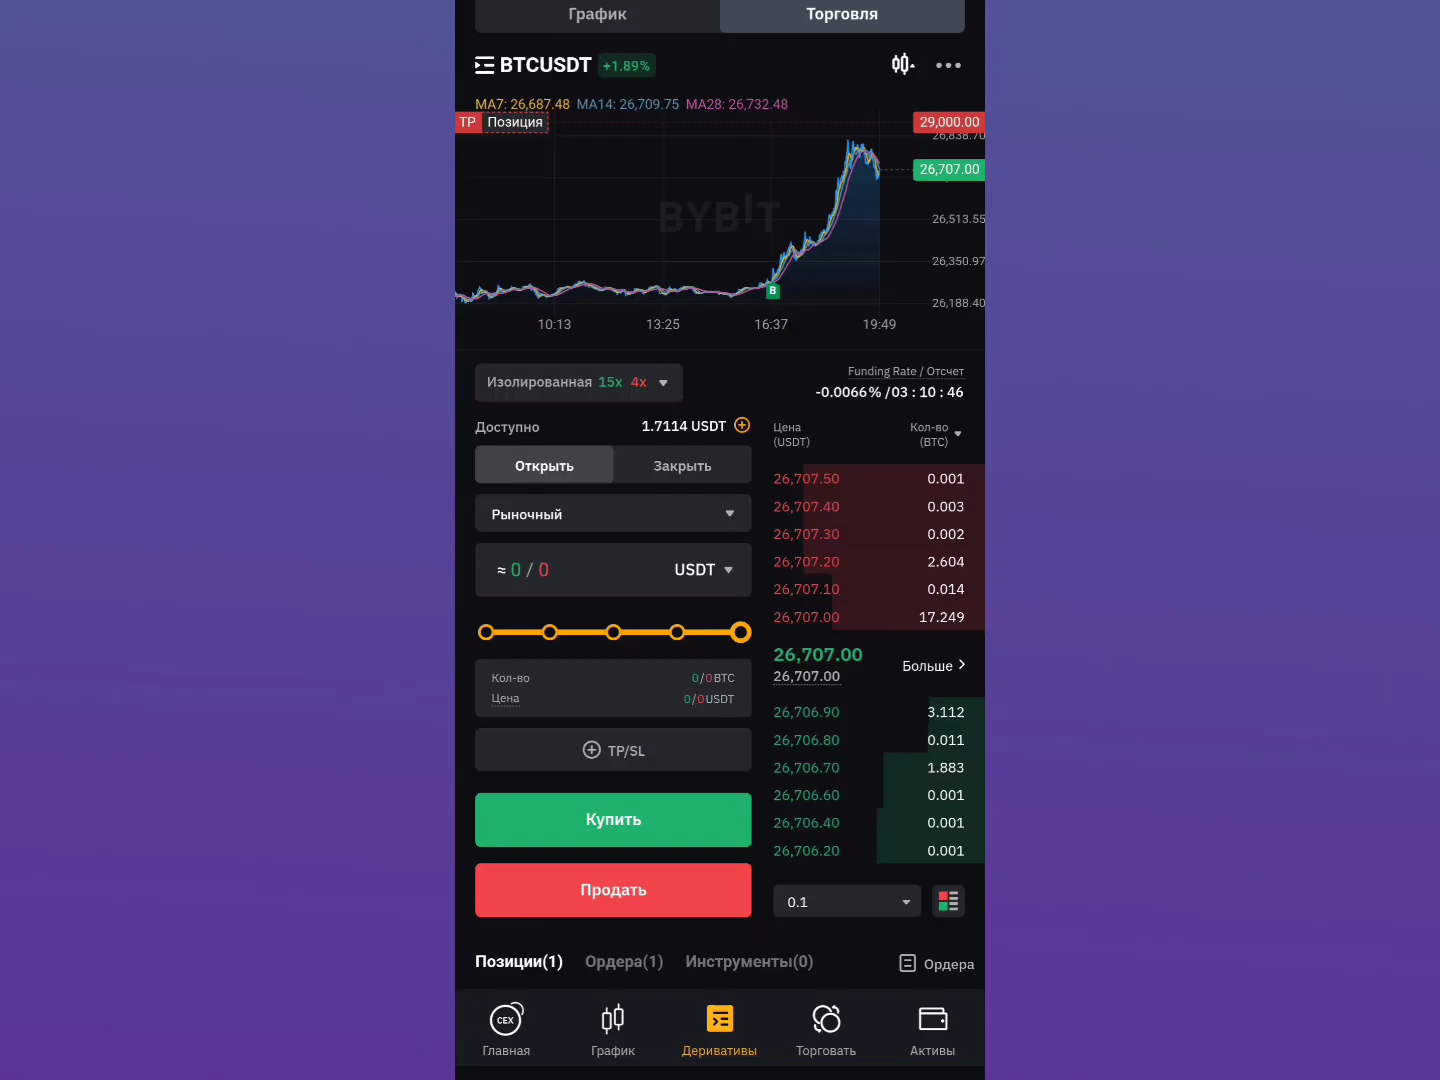 График Торговля
BTCUSDT +1.89%
MA7: 26,687.48 MA14: 26,709.75 MA28: 26,732.48
TP Позиция 29,000.00
26,838.70
26,707.00
BYBIT
26,513.55
26,350.97
B
26,188.40
10:13 13:25 16:37 19:49
Изолированная 15x 4x
Funding Rate / Отсчет
-0.0066% /03 : 10 : 46
Доступно 1.7114 USDT
Открыть Закрыть
Рыночный
≈ 0 / 0 USDT
Кол-во 0/0 BTC
Цена 0/0 USDT
TP/SL
Купить
Продать
Цена Кол-во
(USDT) (BTC)
26,707.50 0.001
26,707.40 0.003
26,707.30 0.002
26,707.20 2.604
26,707.10 0.014
26,707.00 17.249
26,707.00
26,707.00 Больше
26,706.90 3.112
26,706.80 0.011
26,706.70 1.883
26,706.60 0.001
26,706.40 0.001
26,706.20 0.001
0.1
Позиции(1) Ордера(1) Инструменты(0) Ордера
CEX
Главная График Деривативы Торговать Активы